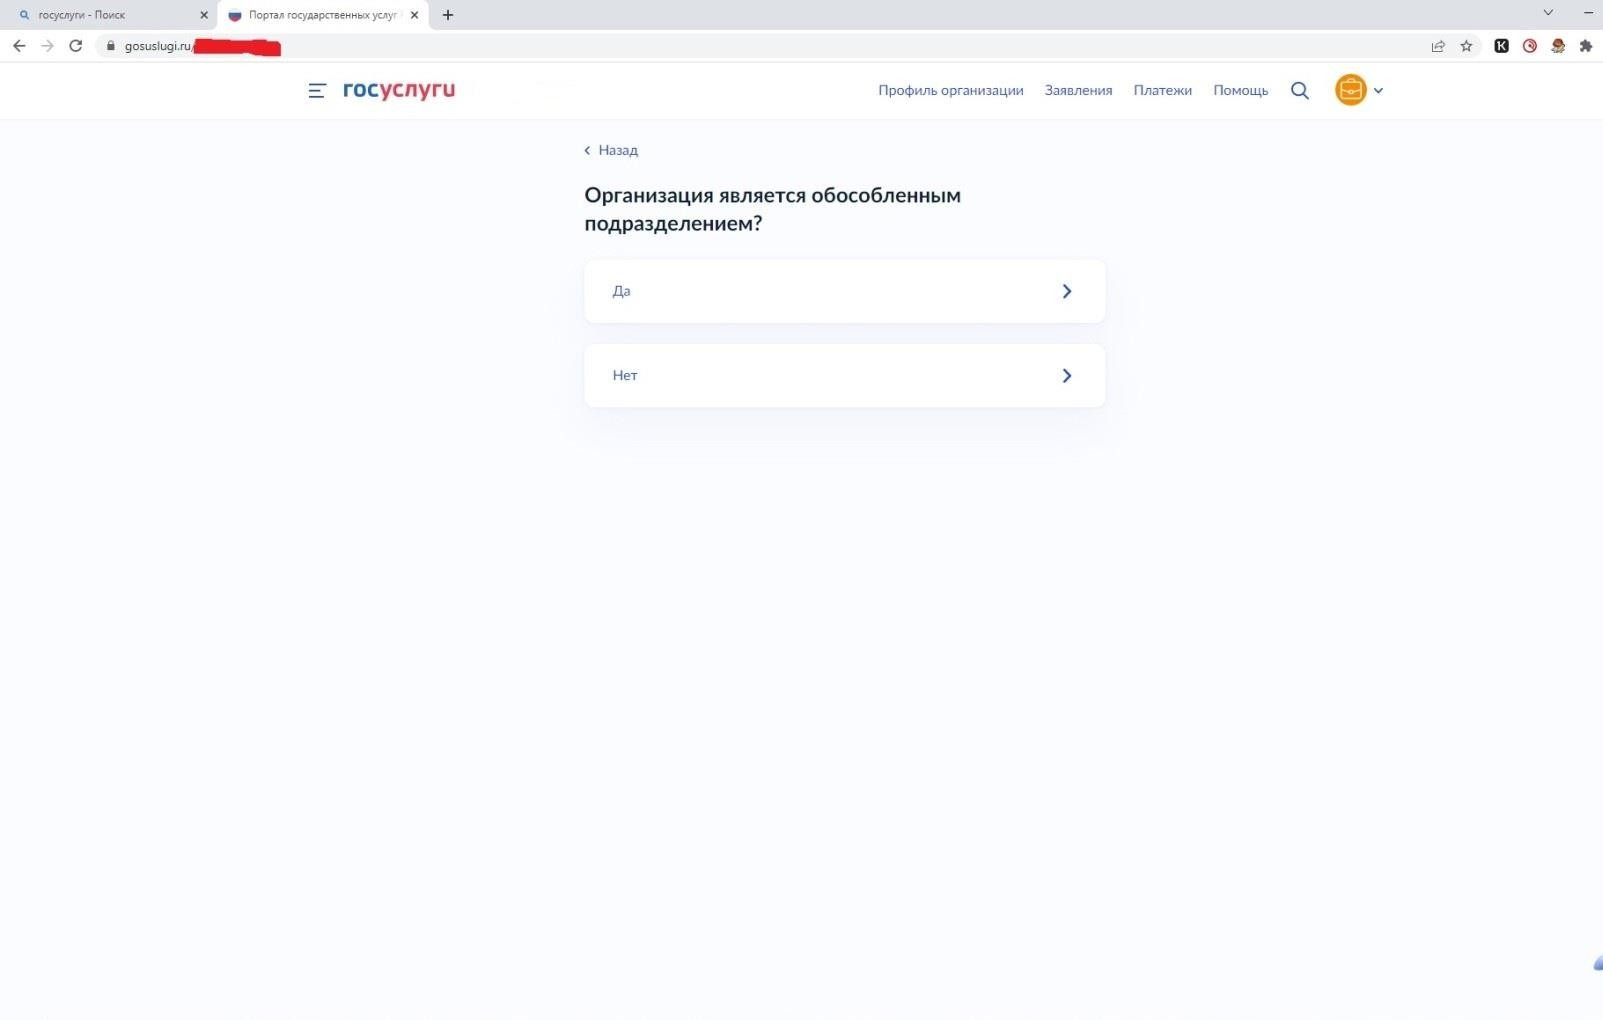 госуслуги - Поиск
Портал государственных услуг
gosuslugi.ru/
госуслуги
Профиль организации
Заявления
Платежи
Помощь
Назад
Организация является обособленным
подразделением?
Да
Нет